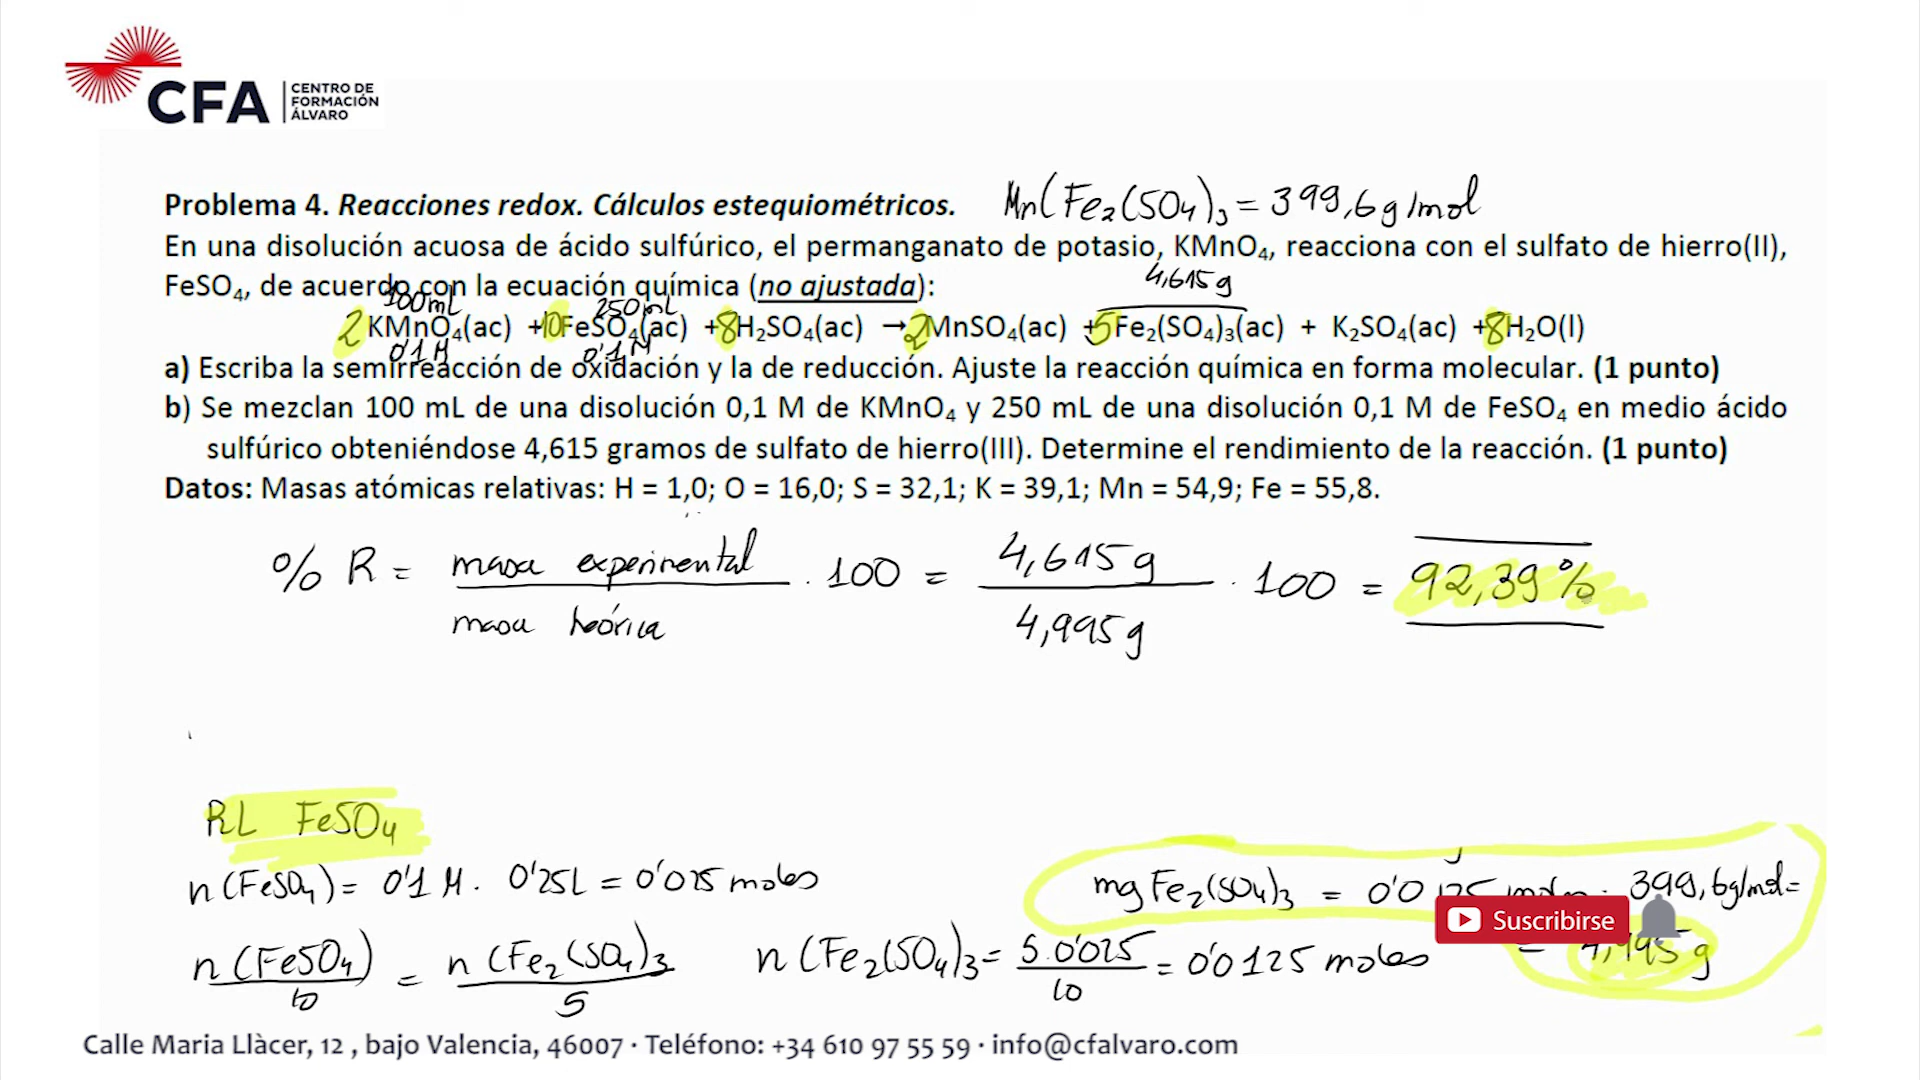 CFA
CENTRO DE
FORMACIÓN
ÁLVARO
Problema 4. Reacciones redox. Cálculos estequiométricos.
Mn(Fe₂(SO₄)₃ = 399,6 g/mol
En una disolución acuosa de ácido sulfúrico, el permanganato de potasio, KMnO₄, reacciona con el sulfato de hierro(II),
FeSO₄, de acuerdo con la ecuación química (no ajustada):
100mL 250mL 4,615g
2 KMnO₄(ac) + 10 FeSO₄(ac) + 8 H₂SO₄(ac) → 2 MnSO₄(ac) + 5 Fe₂(SO₄)₃(ac) + K₂SO₄(ac) + 8 H₂O(l)
0'1 M 0'1 M
a) Escriba la semirreacción de oxidación y la de reducción. Ajuste la reacción química en forma molecular. (1 punto)
b) Se mezclan 100 mL de una disolución 0,1 M de KMnO₄ y 250 mL de una disolución 0,1 M de FeSO₄ en medio ácido
sulfúrico obteniéndose 4,615 gramos de sulfato de hierro(III). Determine el rendimiento de la reacción. (1 punto)
Datos: Masas atómicas relativas: H = 1,0; O = 16,0; S = 32,1; K = 39,1; Mn = 54,9; Fe = 55,8.
% R = masa experimental / masa teórica · 100 = 4,615 g / 4,995 g · 100 = 92,39 %
RL FeSO₄
n (FeSO₄) = 0'1 M · 0'25L = 0'025 moles
mg Fe₂(SO₄)₃ = 0'0125 moles · 399,6g/mol =
Suscribirse
= 4,995 g
n (FeSO₄) / 10 = n (Fe₂(SO₄)₃ / 5
n (Fe₂(SO₄)₃ = 5·0'025 / 10 = 0'0125 moles
Calle Maria Llàcer, 12 , bajo Valencia, 46007 · Teléfono: +34 610 97 55 59 · info@cfalvaro.com